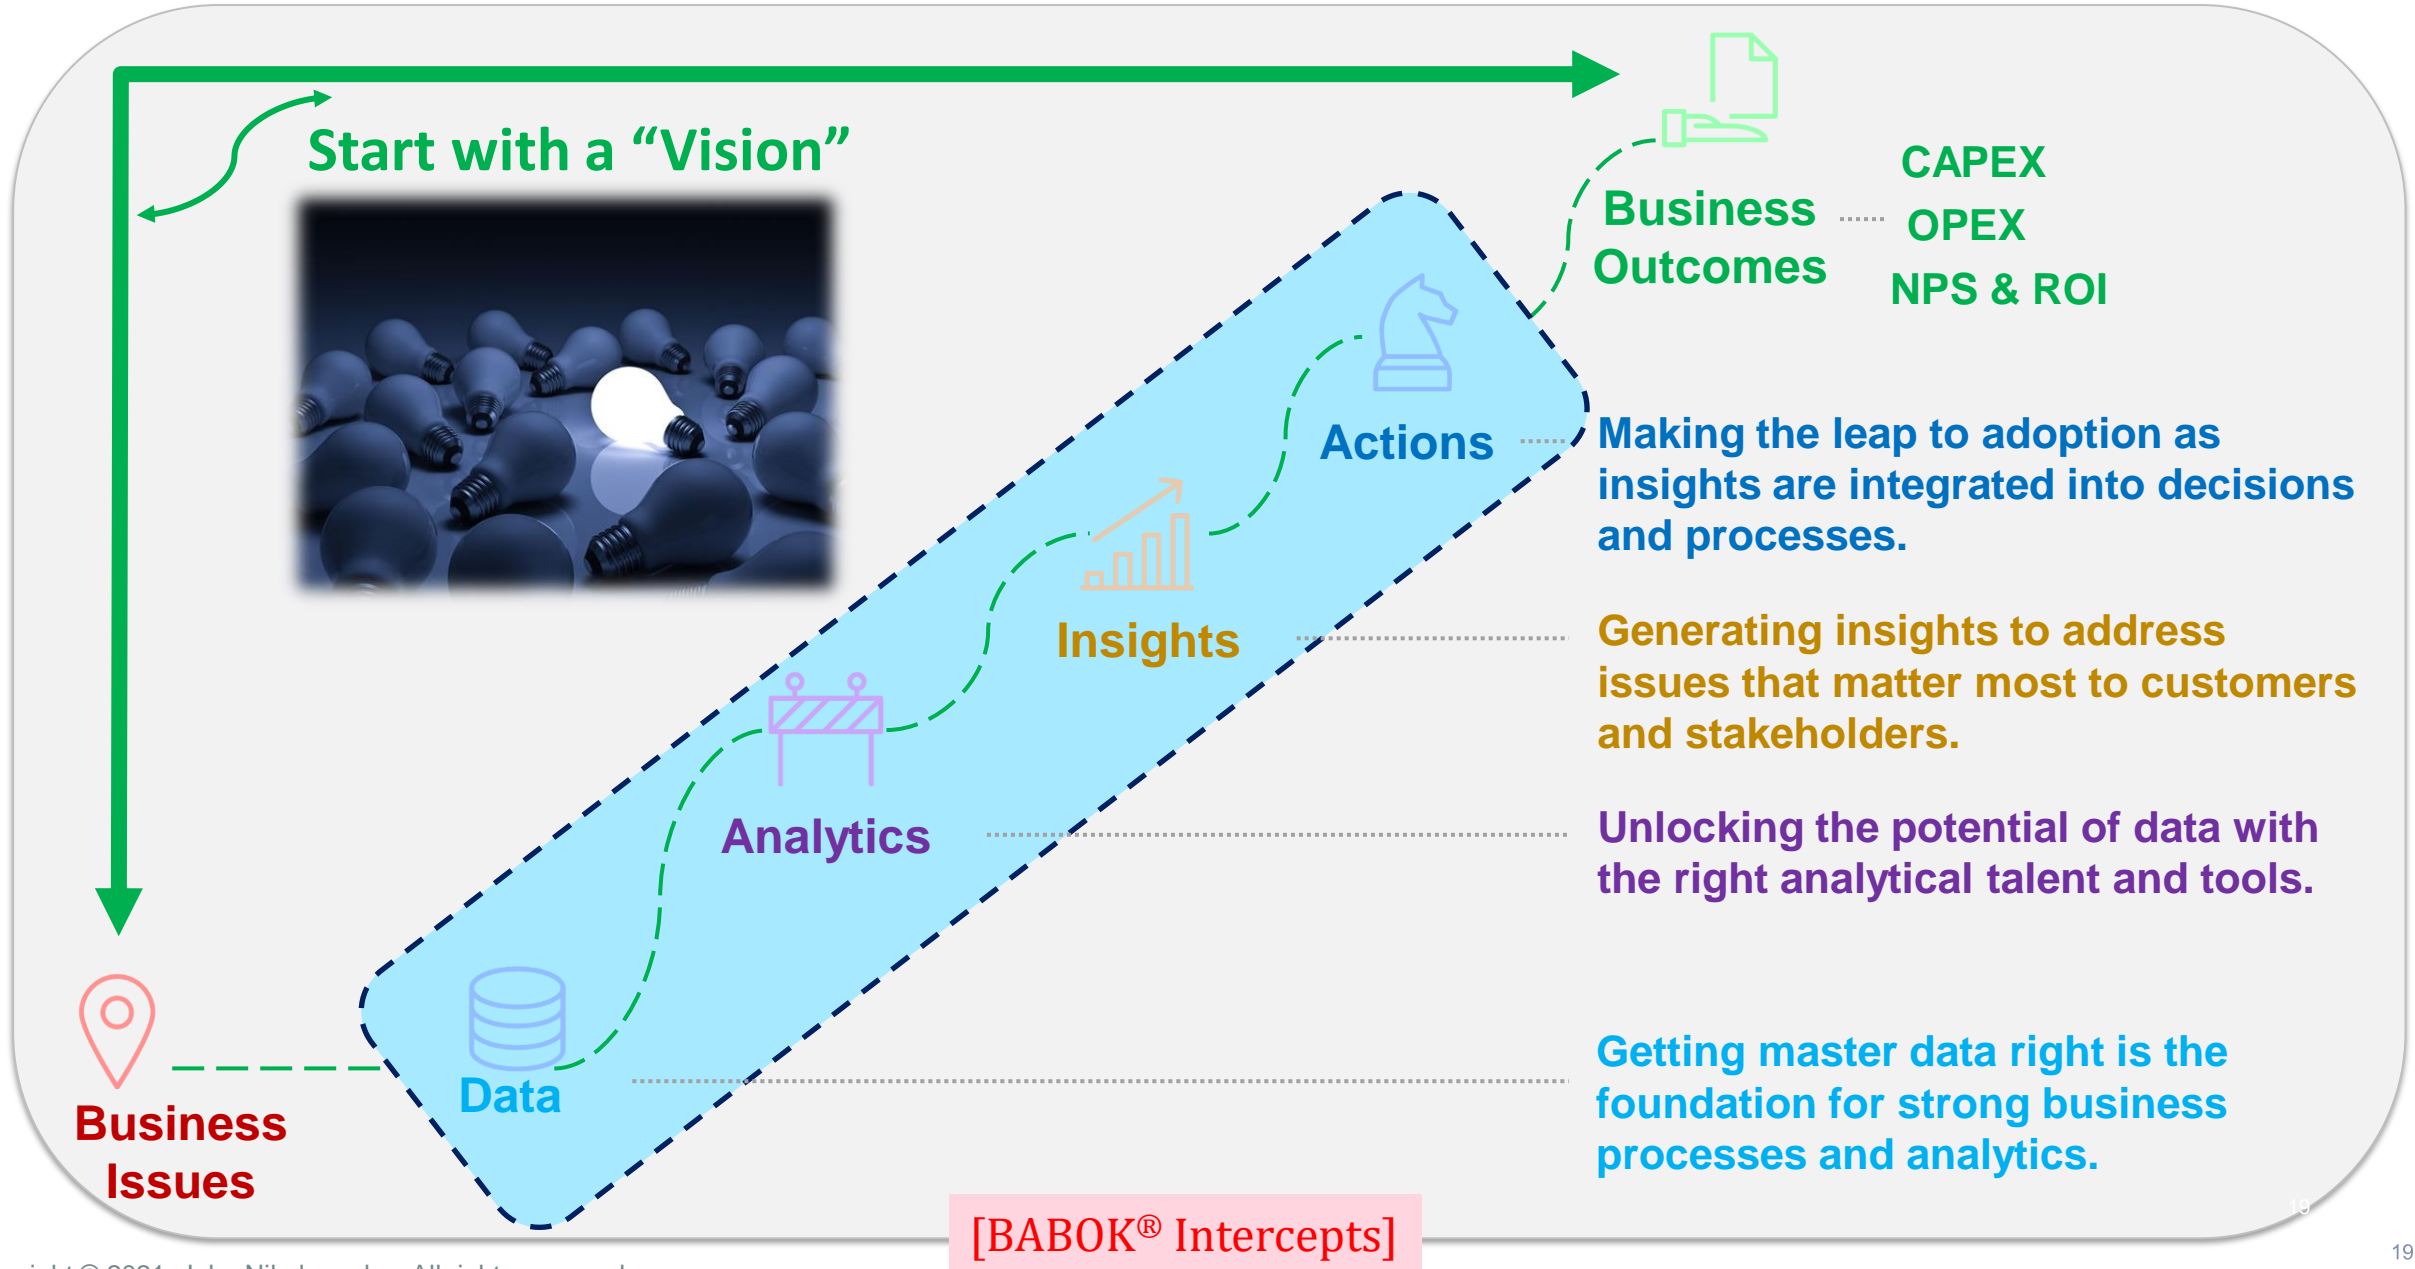 Start with a “Vision”
CAPEX
Business
OPEX
Outcomes
NPS & ROI
Actions
Making the leap to adoption as
insights are integrated into decisions
and processes.
Insights
Generating insights to address
issues that matter most to customers
and stakeholders.
Analytics
Unlocking the potential of data with
the right analytical talent and tools.
Data
Getting master data right is the
foundation for strong business
processes and analytics.
Business
Issues
19
[BABOK® Intercepts]
19